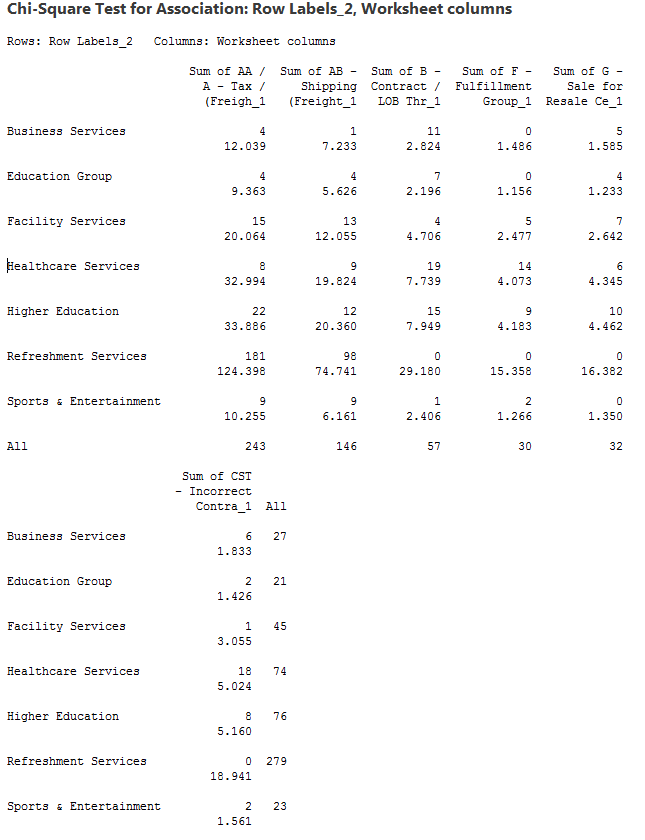 Chi-Square Test for Association: Row Labels_2, Worksheet columns
Rows: Row Labels_2   Columns: Worksheet columns
Sum of AA /  Sum of AB -  Sum of B -  Sum of F -  Sum of G -
A - Tax /  Shipping  Contract /  Fulfillment  Sale for
(Freigh_1  (Freight_1  LOB Thr_1  Group_1  Resale Ce_1
Business Services  4  1  11  0  5
12.039  7.233  2.824  1.486  1.585
Education Group  4  4  7  0  4
9.363  5.626  2.196  1.156  1.233
Facility Services  15  13  4  5  7
20.064  12.055  4.706  2.477  2.642
Healthcare Services  8  9  19  14  6
32.994  19.824  7.739  4.073  4.345
Higher Education  22  12  15  9  10
33.886  20.360  7.949  4.183  4.462
Refreshment Services  181  98  0  0  0
124.398  74.741  29.180  15.358  16.382
Sports & Entertainment  9  9  1  2  0
10.255  6.161  2.406  1.266  1.350
All  243  146  57  30  32
Sum of CST
- Incorrect
Contra_1  All
Business Services  6  27
1.833
Education Group  2  21
1.426
Facility Services  1  45
3.055
Healthcare Services  18  74
5.024
Higher Education  8  76
5.160
Refreshment Services  0  279
18.941
Sports & Entertainment  2  23
1.561